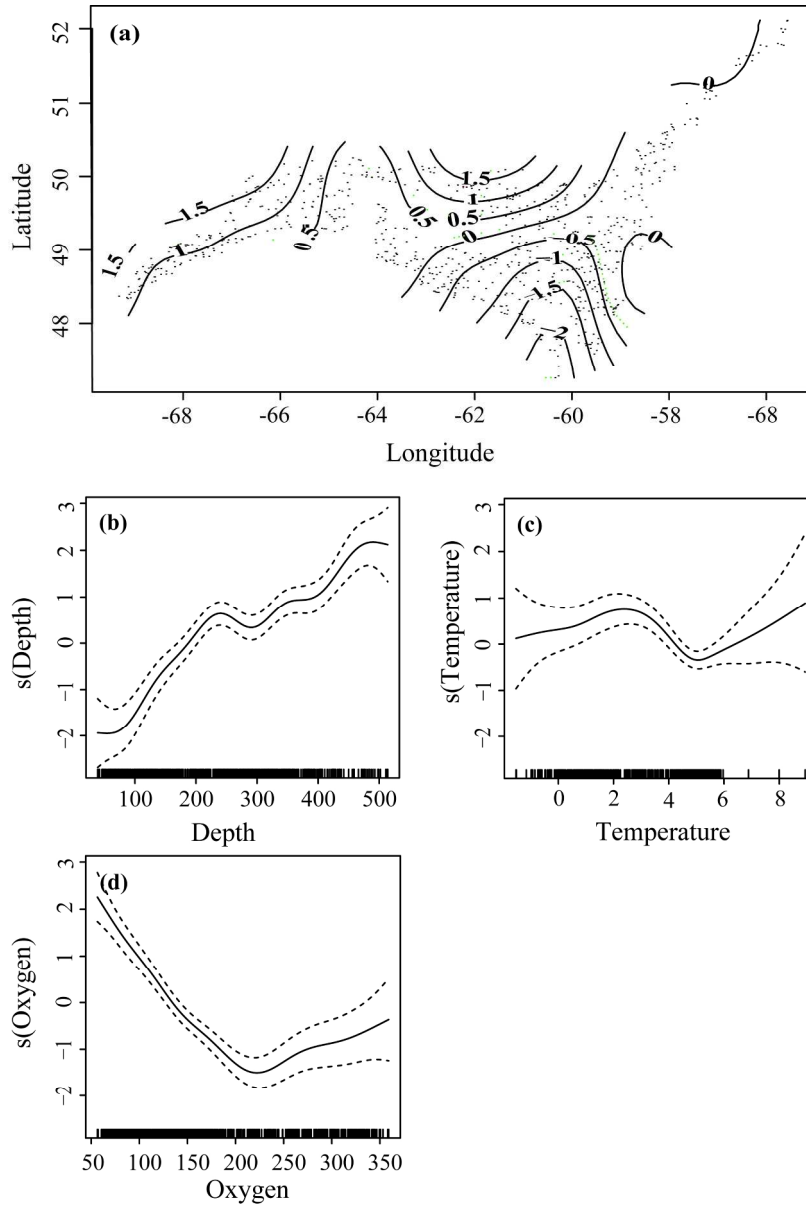 (a)
52
51
50
49
48
Latitude
0
1.5
1
0.5
0
0.5
0.5
−1.5
1
1.5
−0.5
−1
−1.5
−2
0
-68 -66 -64 -62 -60 -58 -68
Longitude
(b)
3
2
1
0
−1
−2
s(Depth)
100 200 300 400 500
Depth
(c)
3
2
1
0
−1
−2
s(Temperature)
0 2 4 6 8
Temperature
(d)
3
2
1
0
−1
−2
s(Oxygen)
50 100 150 200 250 300 350
Oxygen